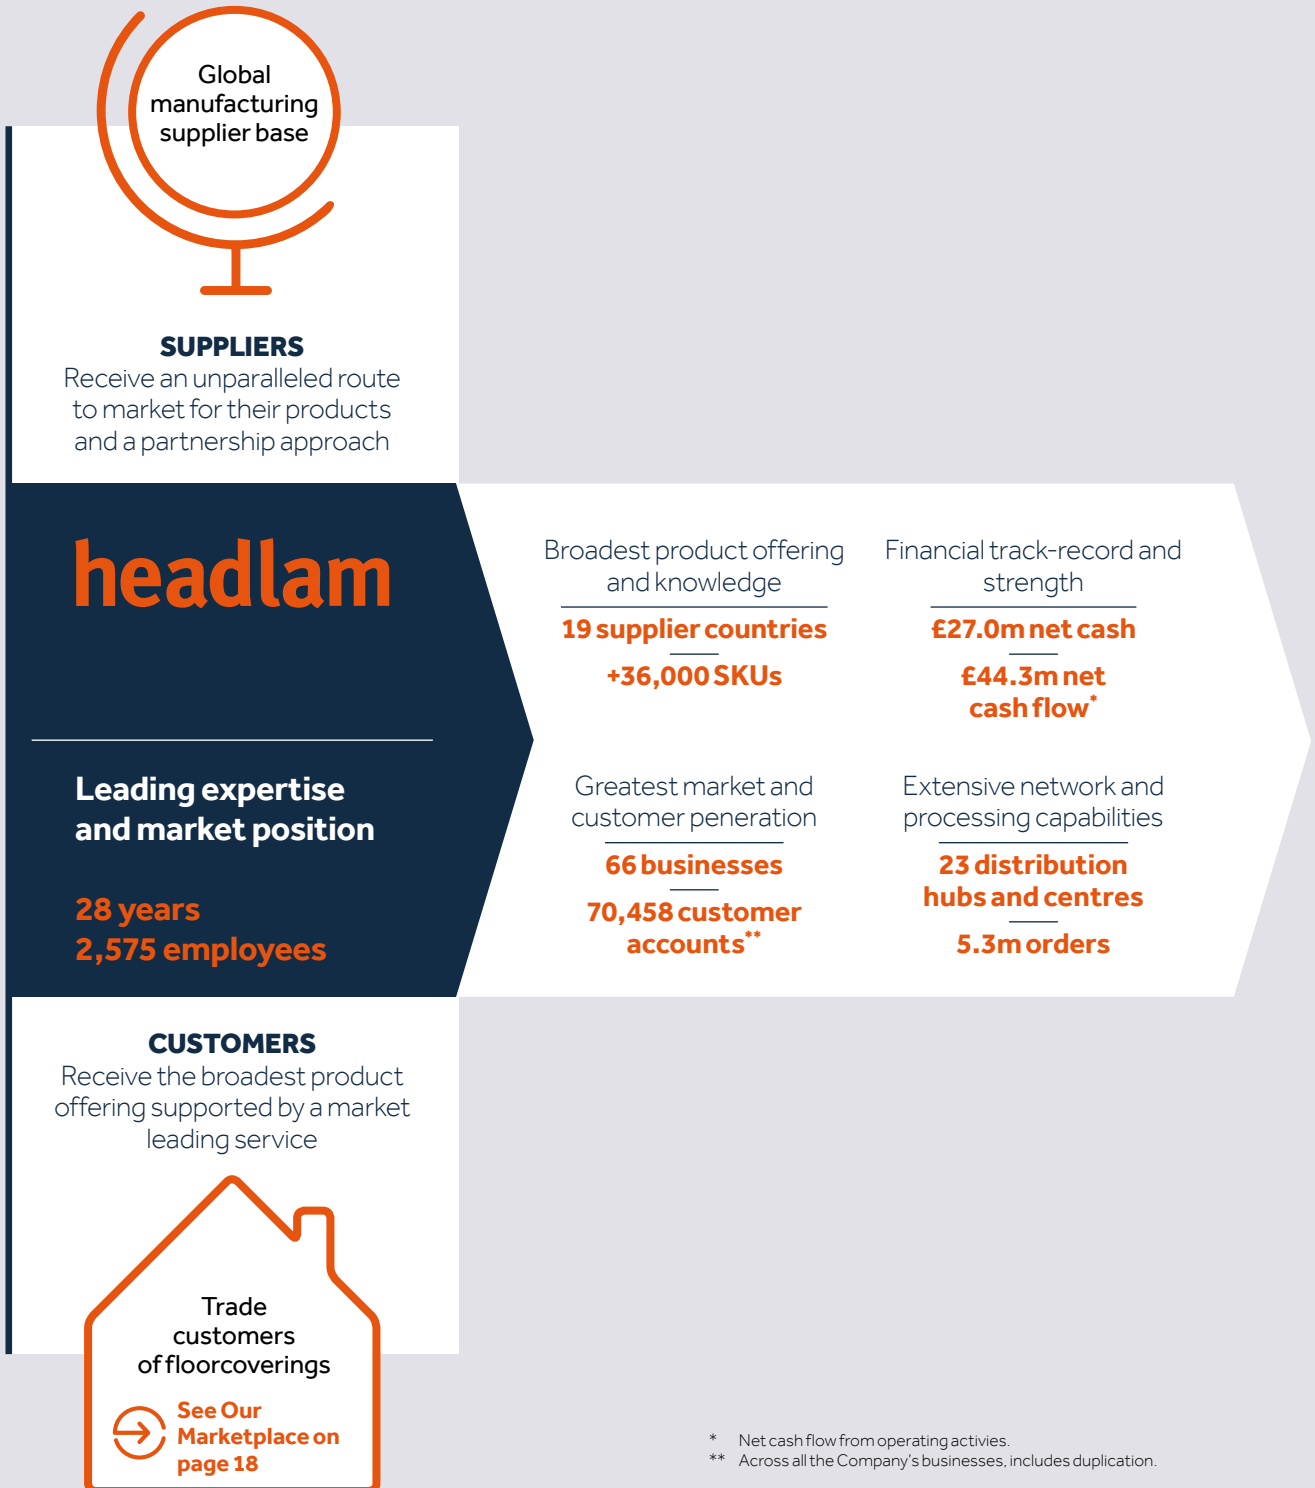 Global
manufacturing
supplier base
SUPPLIERS
Receive an unparalleled route
to market for their products
and a partnership approach
headlam
Leading expertise
and market position
28 years
2,575 employees
Broadest product offering
and knowledge
19 supplier countries
+36,000 SKUs
Financial track-record and
strength
£27.0m net cash
£44.3m net
cash flow*
Greatest market and
customer peneration
66 businesses
70,458 customer
accounts**
Extensive network and
processing capabilities
23 distribution
hubs and centres
5.3m orders
CUSTOMERS
Receive the broadest product
offering supported by a market
leading service
Trade
customers
of floorcoverings
See Our
Marketplace on
page 18
* Net cash flow from operating activies.
** Across all the Company's businesses, includes duplication.